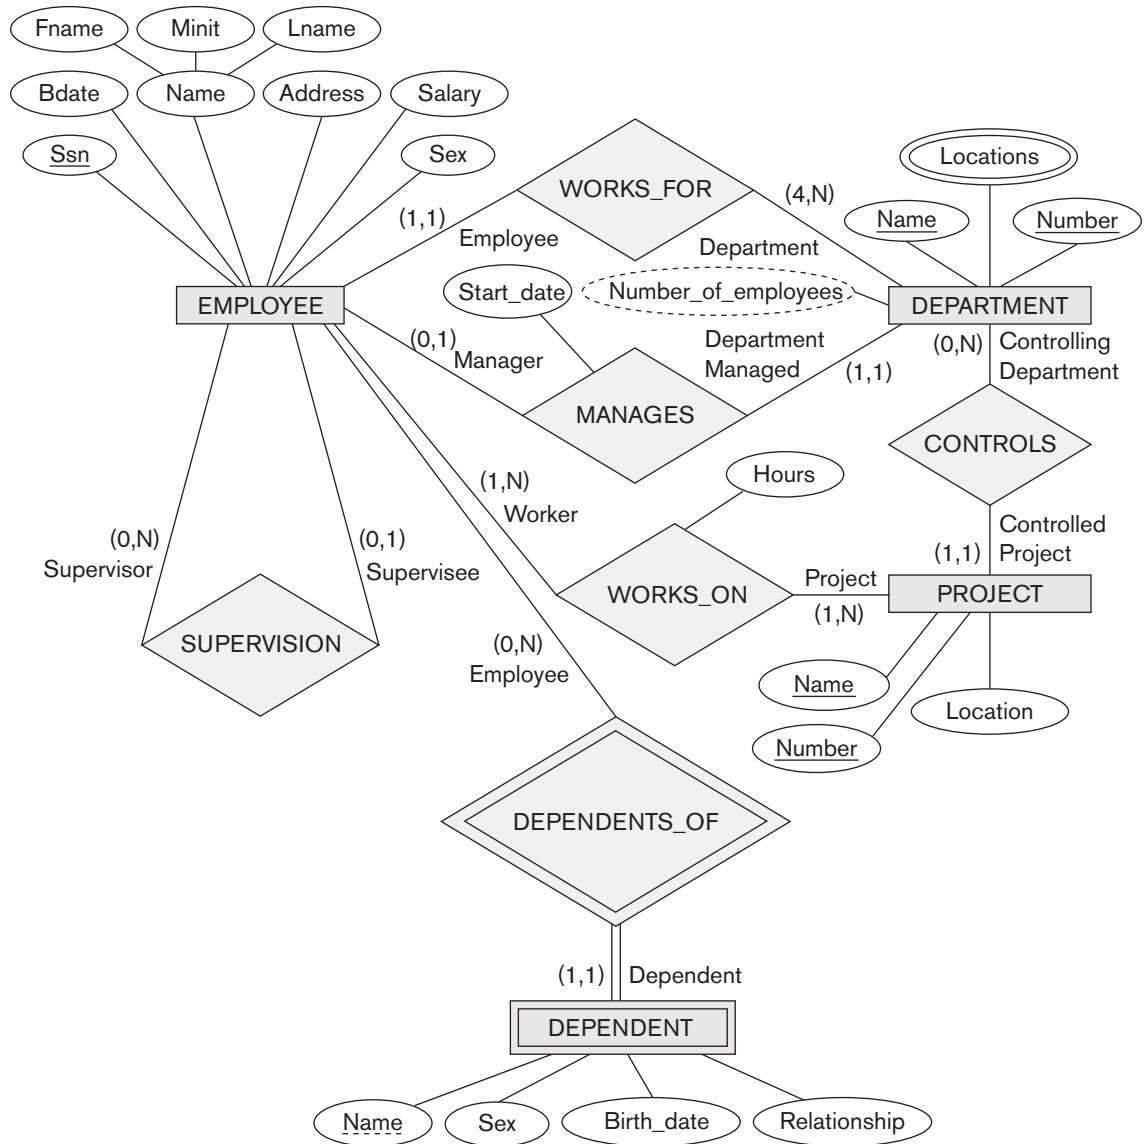 Fname
Minit
Lname
Bdate
Name
Address
Salary
Ssn
Sex
WORKS_FOR
Locations
(1,1)
Employee
(4,N)
Department
Name
Number
EMPLOYEE
Start_date
Number_of_employees
DEPARTMENT
(0,1)
Manager
Department
Managed
(1,1)
(0,N)
Controlling
Department
MANAGES
CONTROLS
Hours
(1,N)
Worker
(0,N)
Supervisor
(0,1)
Supervisee
Controlled
Project
(1,1)
WORKS_ON
Project
(1,N)
PROJECT
SUPERVISION
(0,N)
Employee
Name
Location
Number
DEPENDENTS_OF
(1,1)
Dependent
DEPENDENT
Name
Sex
Birth_date
Relationship